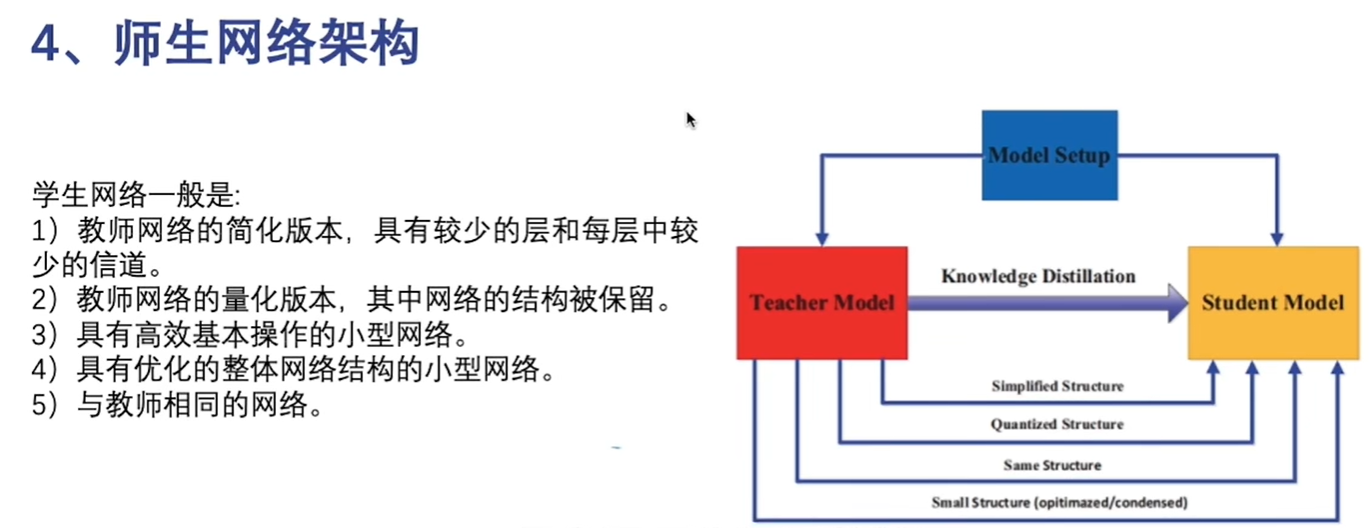 4、师生网络架构
学生网络一般是:
1）教师网络的简化版本，具有较少的层和每层中较
少的信道。
2）教师网络的量化版本，其中网络的结构被保留。
3）具有高效基本操作的小型网络。
4）具有优化的整体网络结构的小型网络。
5）与教师相同的网络。
Model Setup
Knowledge Distillation
Teacher Model
Student Model
Simplified Structure
Quantized Structure
Same Structure
Small Structure (opitimazed/condensed)